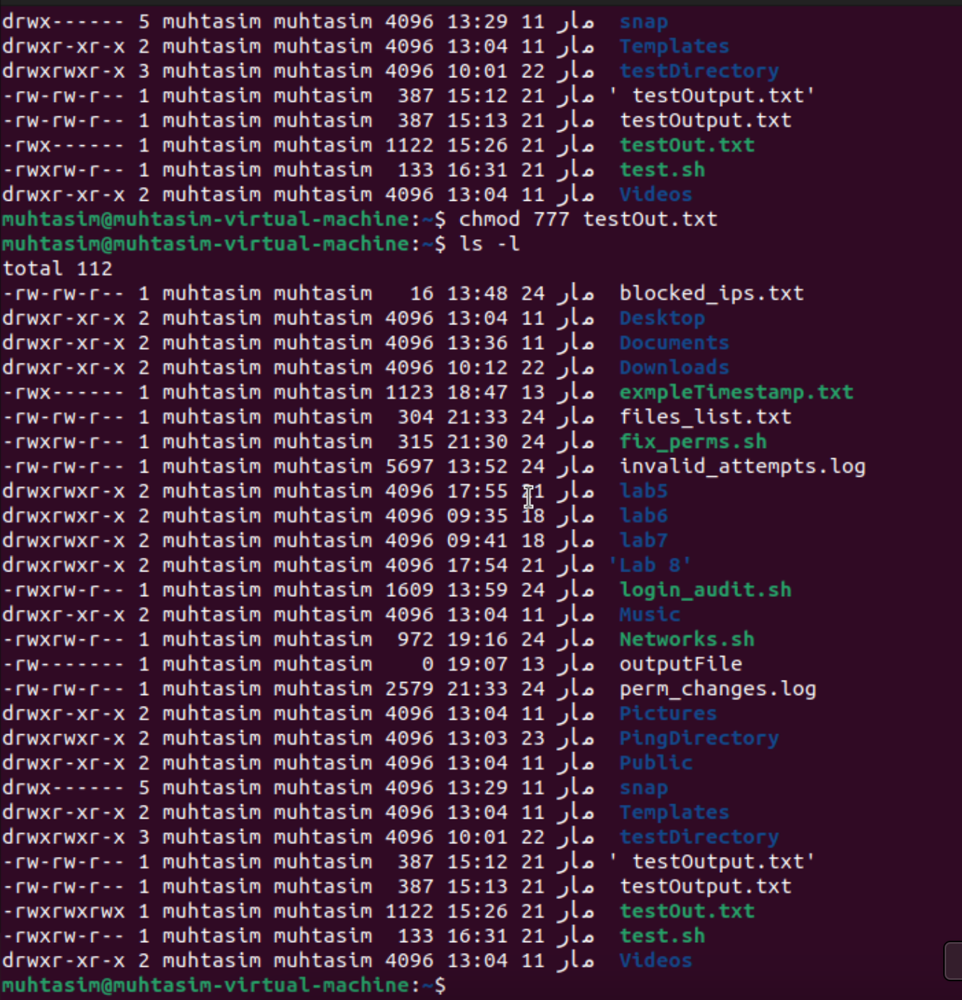 drwx------ 5 muhtasim muhtasim 4096 13:29 11 مار  snap
drwxr-xr-x 2 muhtasim muhtasim 4096 13:04 11 مار  Templates
drwxrwxr-x 3 muhtasim muhtasim 4096 10:01 22 مار  testDirectory
-rw-rw-r-- 1 muhtasim muhtasim  387 15:12 21 مار ' testOutput.txt'
-rw-rw-r-- 1 muhtasim muhtasim  387 15:13 21 مار  testOutput.txt
-rwx------ 1 muhtasim muhtasim 1122 15:26 21 مار  testOut.txt
-rwxrw-r-- 1 muhtasim muhtasim  133 16:31 21 مار  test.sh
drwxr-xr-x 2 muhtasim muhtasim 4096 13:04 11 مار  Videos
muhtasim@muhtasim-virtual-machine:~$ chmod 777 testOut.txt
muhtasim@muhtasim-virtual-machine:~$ ls -l
total 112
-rw-rw-r-- 1 muhtasim muhtasim   16 13:48 24 مار  blocked_ips.txt
drwxr-xr-x 2 muhtasim muhtasim 4096 13:04 11 مار  Desktop
drwxr-xr-x 2 muhtasim muhtasim 4096 13:36 11 مار  Documents
drwxr-xr-x 2 muhtasim muhtasim 4096 10:12 22 مار  Downloads
-rwx------ 1 muhtasim muhtasim 1123 18:47 13 مار  exmpleTimestamp.txt
-rw-rw-r-- 1 muhtasim muhtasim  304 21:33 24 مار  files_list.txt
-rwxrw-r-- 1 muhtasim muhtasim  315 21:30 24 مار  fix_perms.sh
-rw-rw-r-- 1 muhtasim muhtasim 5697 13:52 24 مار  invalid_attempts.log
drwxrwxr-x 2 muhtasim muhtasim 4096 17:55 21 مار  lab5
drwxrwxr-x 2 muhtasim muhtasim 4096 09:35 18 مار  lab6
drwxrwxr-x 2 muhtasim muhtasim 4096 09:41 18 مار  lab7
drwxrwxr-x 2 muhtasim muhtasim 4096 17:54 21 مار 'Lab 8'
-rwxrw-r-- 1 muhtasim muhtasim 1609 13:59 24 مار  login_audit.sh
drwxr-xr-x 2 muhtasim muhtasim 4096 13:04 11 مار  Music
-rwxrw-r-- 1 muhtasim muhtasim  972 19:16 24 مار  Networks.sh
-rw------- 1 muhtasim muhtasim    0 19:07 13 مار  outputFile
-rw-rw-r-- 1 muhtasim muhtasim 2579 21:33 24 مار  perm_changes.log
drwxr-xr-x 2 muhtasim muhtasim 4096 13:04 11 مار  Pictures
drwxrwxr-x 2 muhtasim muhtasim 4096 13:03 23 مار  PingDirectory
drwxr-xr-x 2 muhtasim muhtasim 4096 13:04 11 مار  Public
drwx------ 5 muhtasim muhtasim 4096 13:29 11 مار  snap
drwxr-xr-x 2 muhtasim muhtasim 4096 13:04 11 مار  Templates
drwxrwxr-x 3 muhtasim muhtasim 4096 10:01 22 مار  testDirectory
-rw-rw-r-- 1 muhtasim muhtasim  387 15:12 21 مار ' testOutput.txt'
-rw-rw-r-- 1 muhtasim muhtasim  387 15:13 21 مار  testOutput.txt
-rwxrwxrwx 1 muhtasim muhtasim 1122 15:26 21 مار  testOut.txt
-rwxrw-r-- 1 muhtasim muhtasim  133 16:31 21 مار  test.sh
drwxr-xr-x 2 muhtasim muhtasim 4096 13:04 11 مار  Videos
muhtasim@muhtasim-virtual-machine:~$